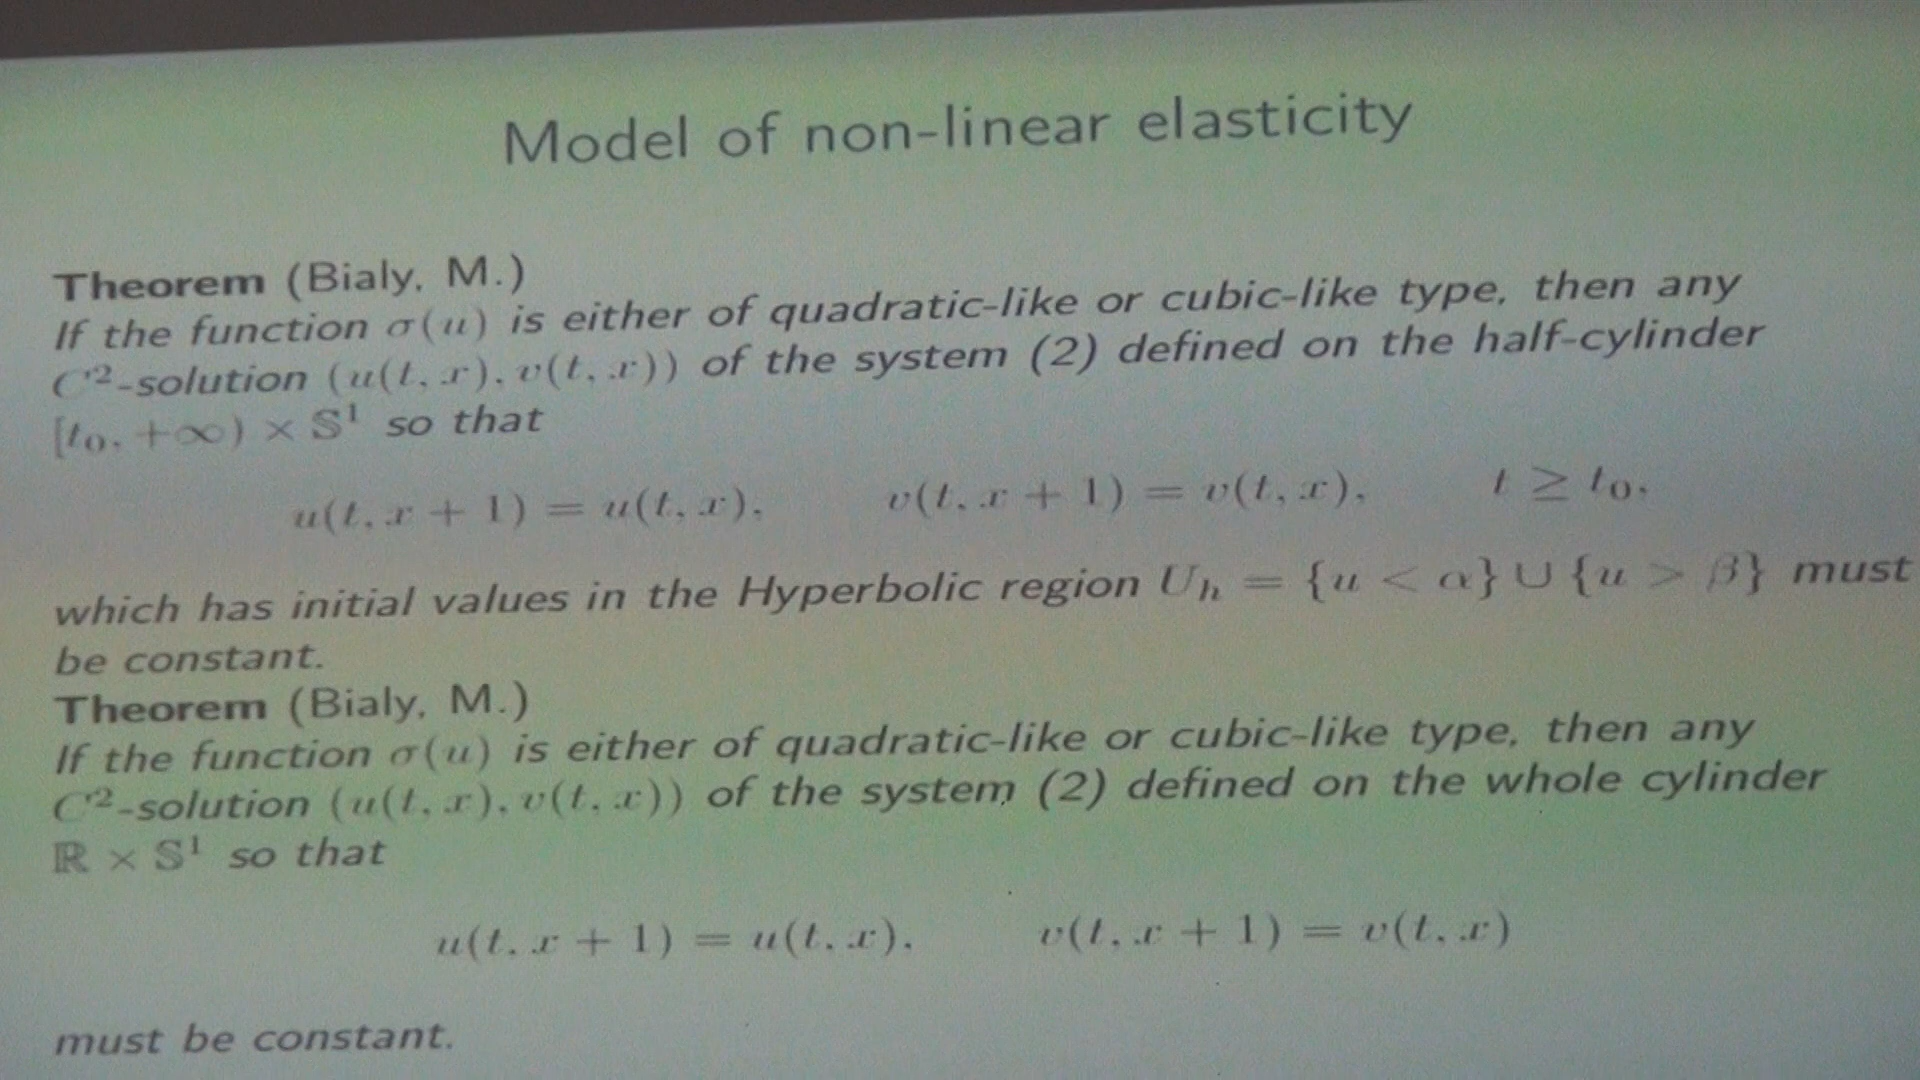 Model of non-linear elasticity
Theorem (Bialy, M.)
If the function σ(u) is either of quadratic-like or cubic-like type, then any
C²-solution (u(t, x), v(t, x)) of the system (2) defined on the half-cylinder
[t₀, +∞) × 𝕊¹ so that
u(t, x + 1) = u(t, x), v(t, x + 1) = v(t, x), t ≥ t₀,
which has initial values in the Hyperbolic region Uₕ = {u < α} ∪ {u > β} must
be constant.
Theorem (Bialy, M.)
If the function σ(u) is either of quadratic-like or cubic-like type, then any
C²-solution (u(t, x), v(t, x)) of the system (2) defined on the whole cylinder
ℝ × 𝕊¹ so that
u(t, x + 1) = u(t, x), v(t, x + 1) = v(t, x)
must be constant.